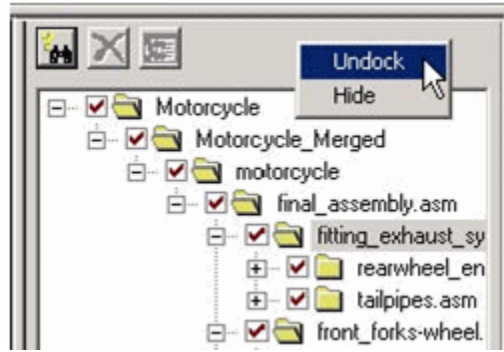 Undock
Hide
Motorcycle
Motorcycle_Merged
motorcycle
final_assembly.asm
fitting_exhaust_sy
rearwheel_en
tailpipes.asm
front_forks-wheel.